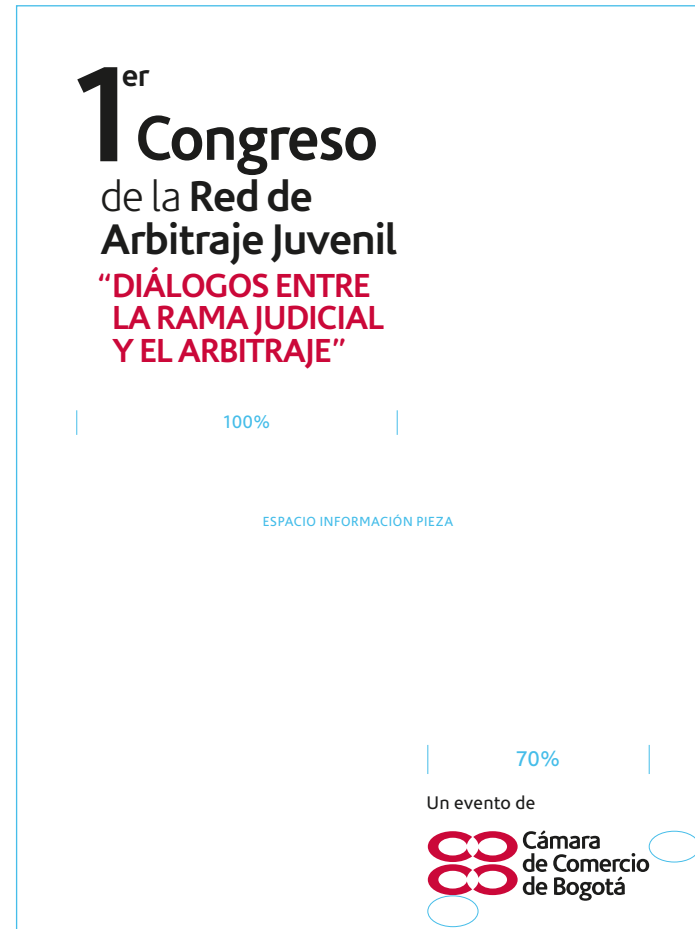 1er
Congreso
de la Red de
Arbitraje Juvenil
“DIÁLOGOS ENTRE
LA RAMA JUDICIAL
Y EL ARBITRAJE”
100%
ESPACIO INFORMACIÓN PIEZA
70%
Un evento de
Cámara
de Comercio
de Bogotá